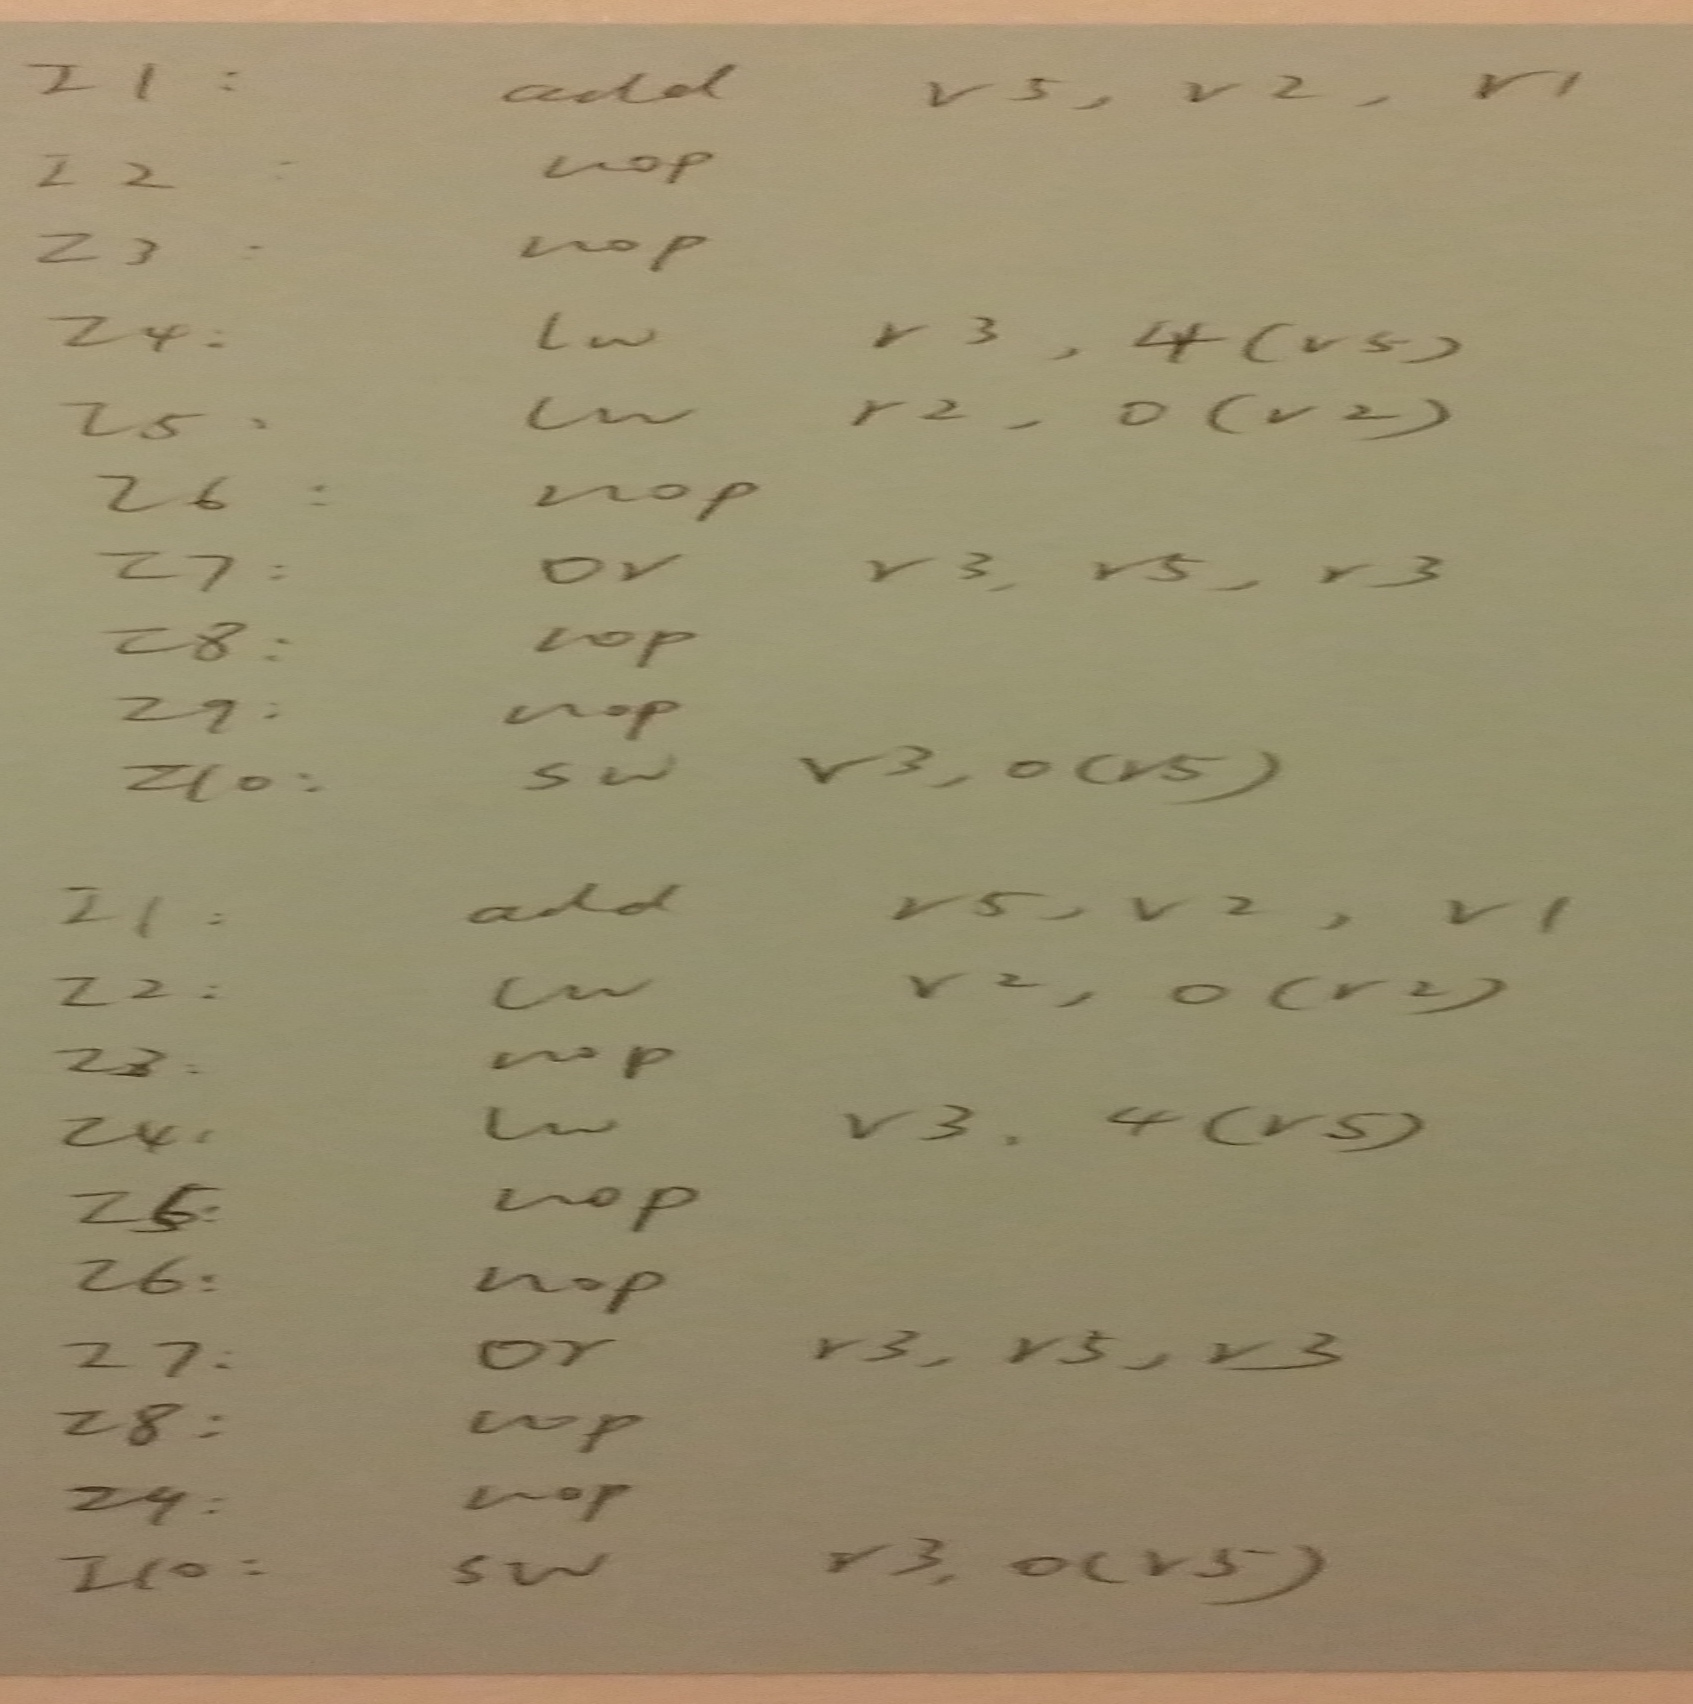 I1: add r5, r2, r1
I2: nop
I3: nop
I4: lw r3, 4(r5)
I5: lw r2, 0(r2)
I6: nop
I7: or r3, r5, r3
I8: nop
I9: nop
I10: sw r3, 0(r5)
I1: add r5, r2, r1
I2: lw r2, 0(r2)
I3: nop
I4: lw r3, 4(r5)
I5: nop
I6: nop
I7: or r3, r5, r3
I8: nop
I9: nop
I10: sw r3, 0(r5)